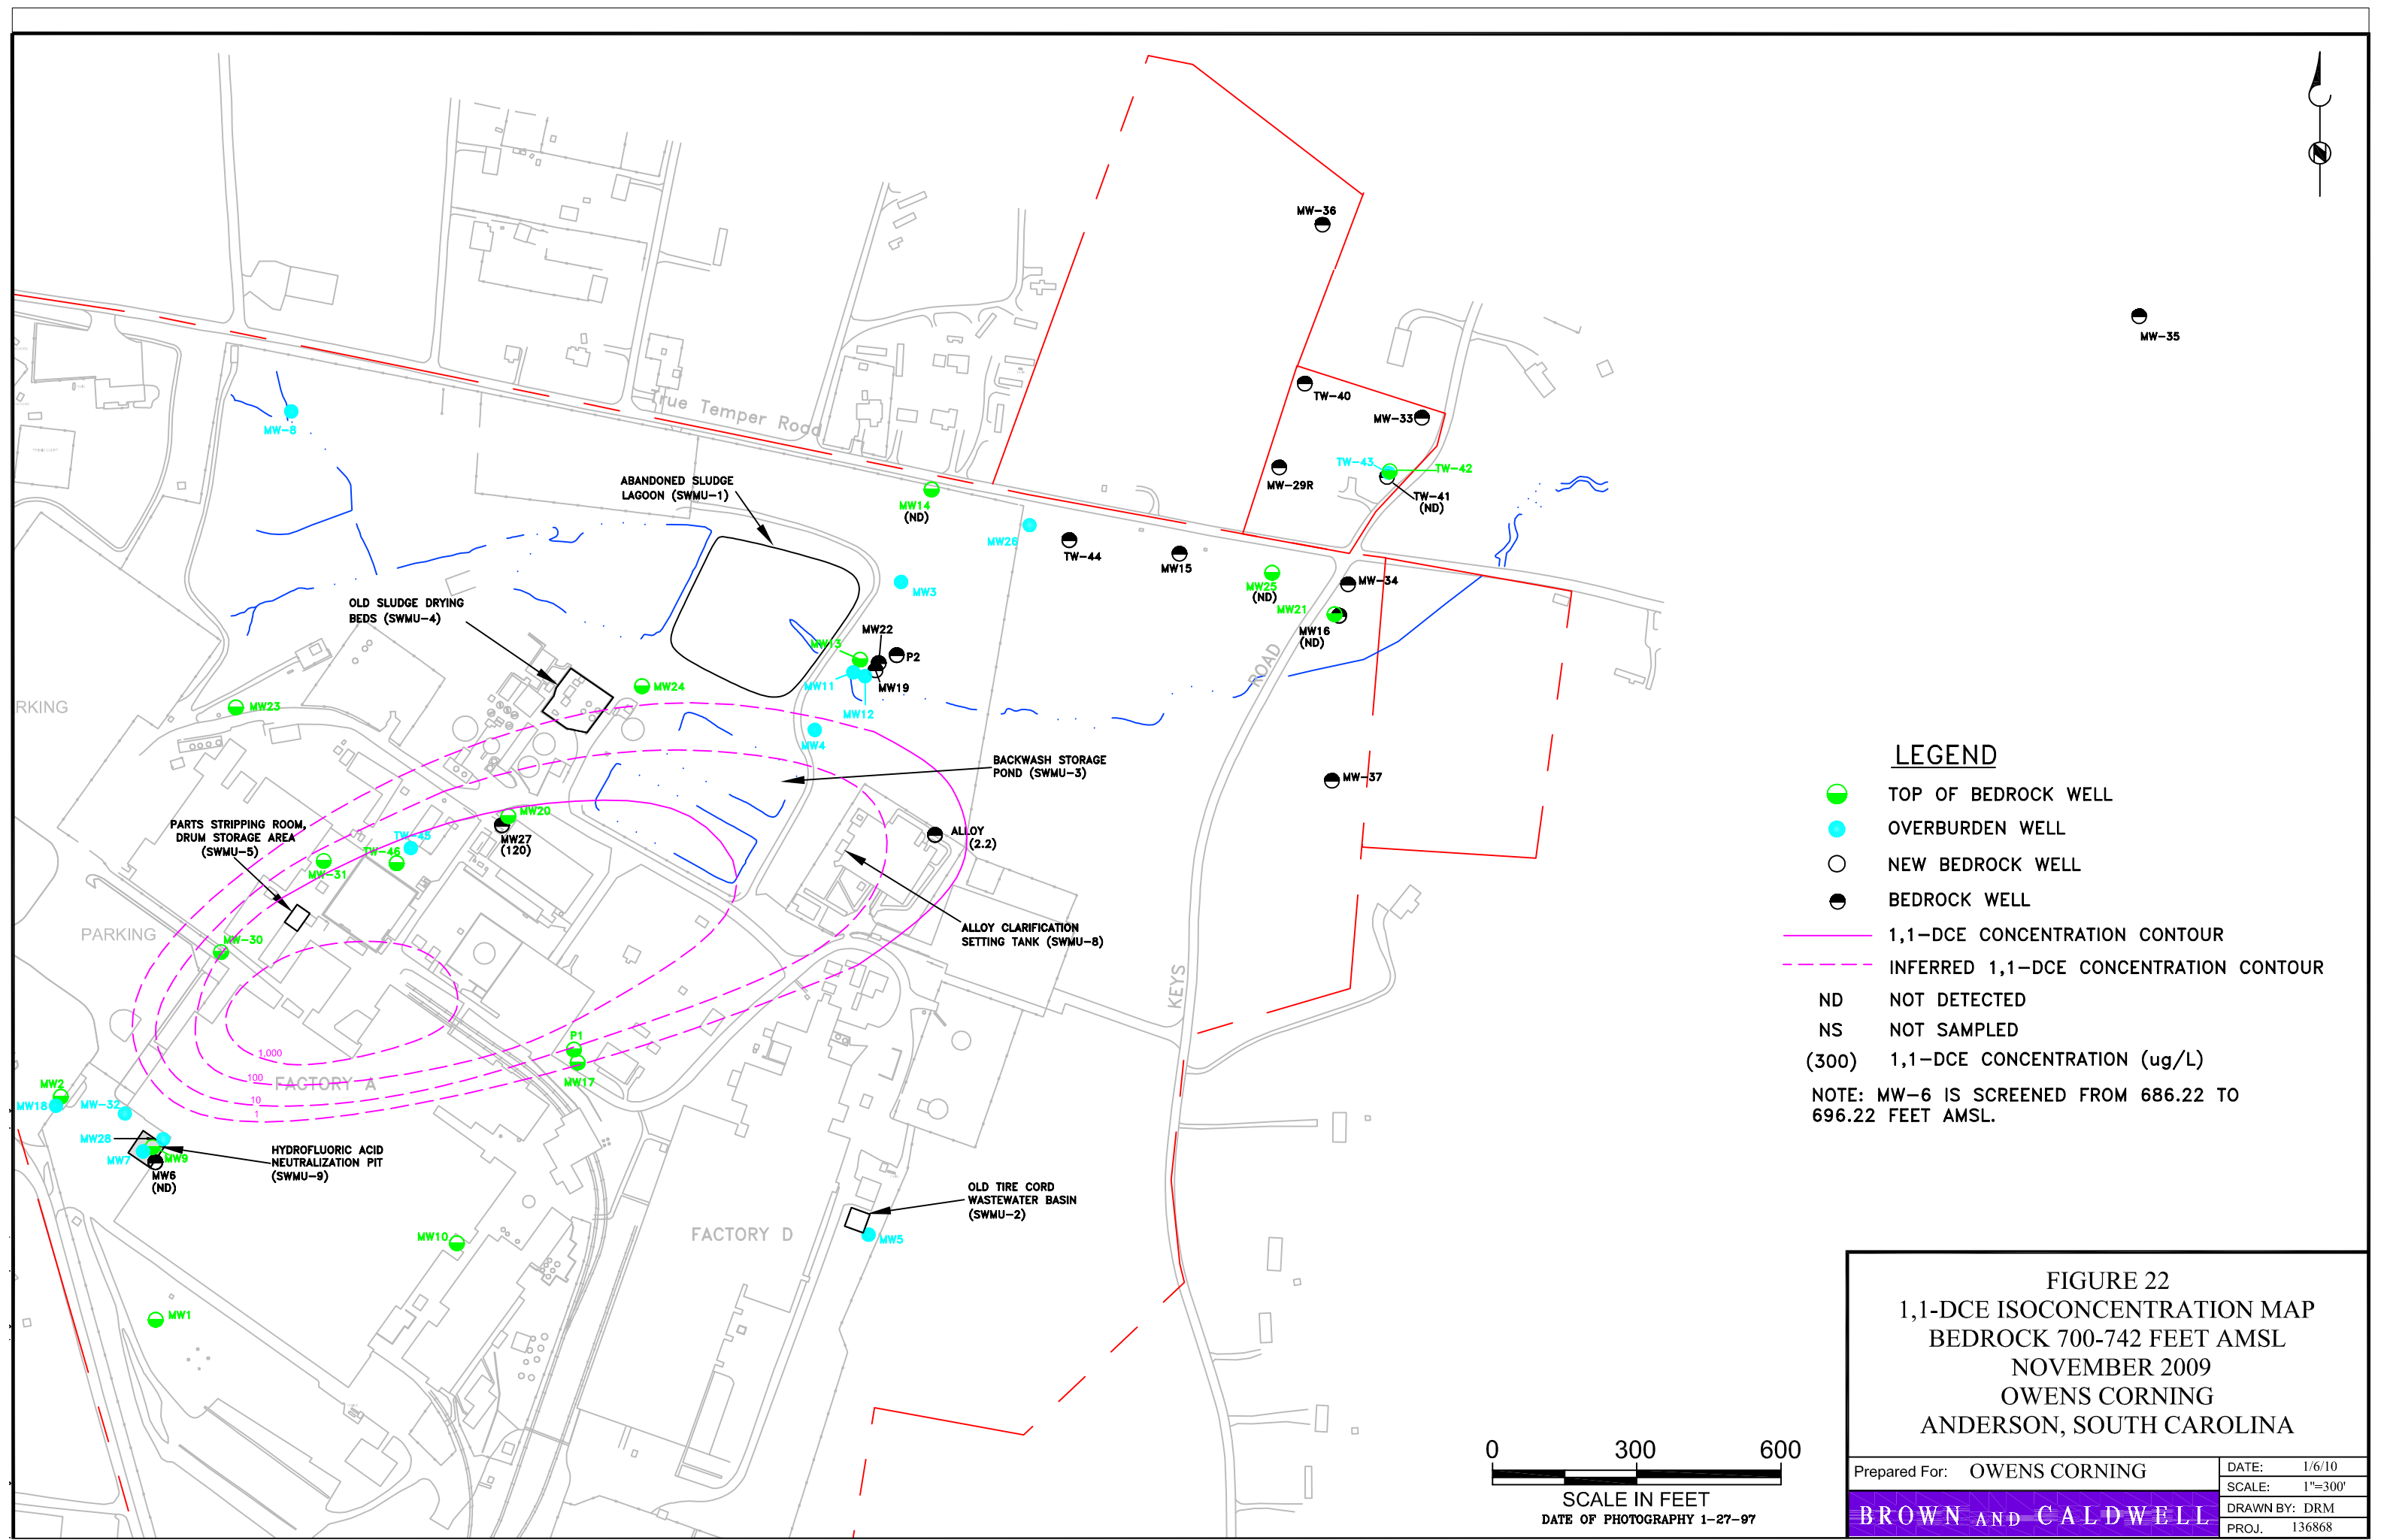 MW-36
MW-35
TW-40
MW-33
MW-8
True Temper Road
TW-43
TW-42
MW-29R
TW-41
(ND)
ABANDONED SLUDGE
LAGOON (SWMU-1)
MW14
(ND)
MW26
TW-44
MW15
MW25
(ND)
MW-34
MW3
OLD SLUDGE DRYING
BEDS (SWMU-4)
MW21
MW16
(ND)
MW22
MW13
P2
MW11
MW19
MW24
ROAD
RKING
MW23
MW12
MW4
BACKWASH STORAGE
POND (SWMU-3)
MW-37
LEGEND
TOP OF BEDROCK WELL
OVERBURDEN WELL
NEW BEDROCK WELL
BEDROCK WELL
1,1-DCE CONCENTRATION CONTOUR
INFERRED 1,1-DCE CONCENTRATION CONTOUR
ND NOT DETECTED
NS NOT SAMPLED
(300) 1,1-DCE CONCENTRATION (ug/L)
NOTE: MW-6 IS SCREENED FROM 686.22 TO
696.22 FEET AMSL.
MW20
PARTS STRIPPING ROOM,
DRUM STORAGE AREA
(SWMU-5)
TW-45
MW27
(120)
ALLOY
(2.2)
TW-46
MW-31
PARKING
MW-30
ALLOY CLARIFICATION
SETTING TANK (SWMU-8)
KEYS
P1
1,000
100
FACTORY A
MW17
MW2
MW18
MW-32
10
1
MW28
MW7
MW9
MW6
(ND)
HYDROFLUORIC ACID
NEUTRALIZATION PIT
(SWMU-9)
OLD TIRE CORD
WASTEWATER BASIN
(SWMU-2)
MW10
FACTORY D
MW5
MW1
FIGURE 22
1,1-DCE ISOCONCENTRATION MAP
BEDROCK 700-742 FEET AMSL
NOVEMBER 2009
OWENS CORNING
ANDERSON, SOUTH CAROLINA
0 300 600
SCALE IN FEET
DATE OF PHOTOGRAPHY 1-27-97
Prepared For: OWENS CORNING
DATE: 1/6/10
SCALE: 1"=300'
BROWN AND CALDWELL
DRAWN BY: DRM
PROJ. 136868
N